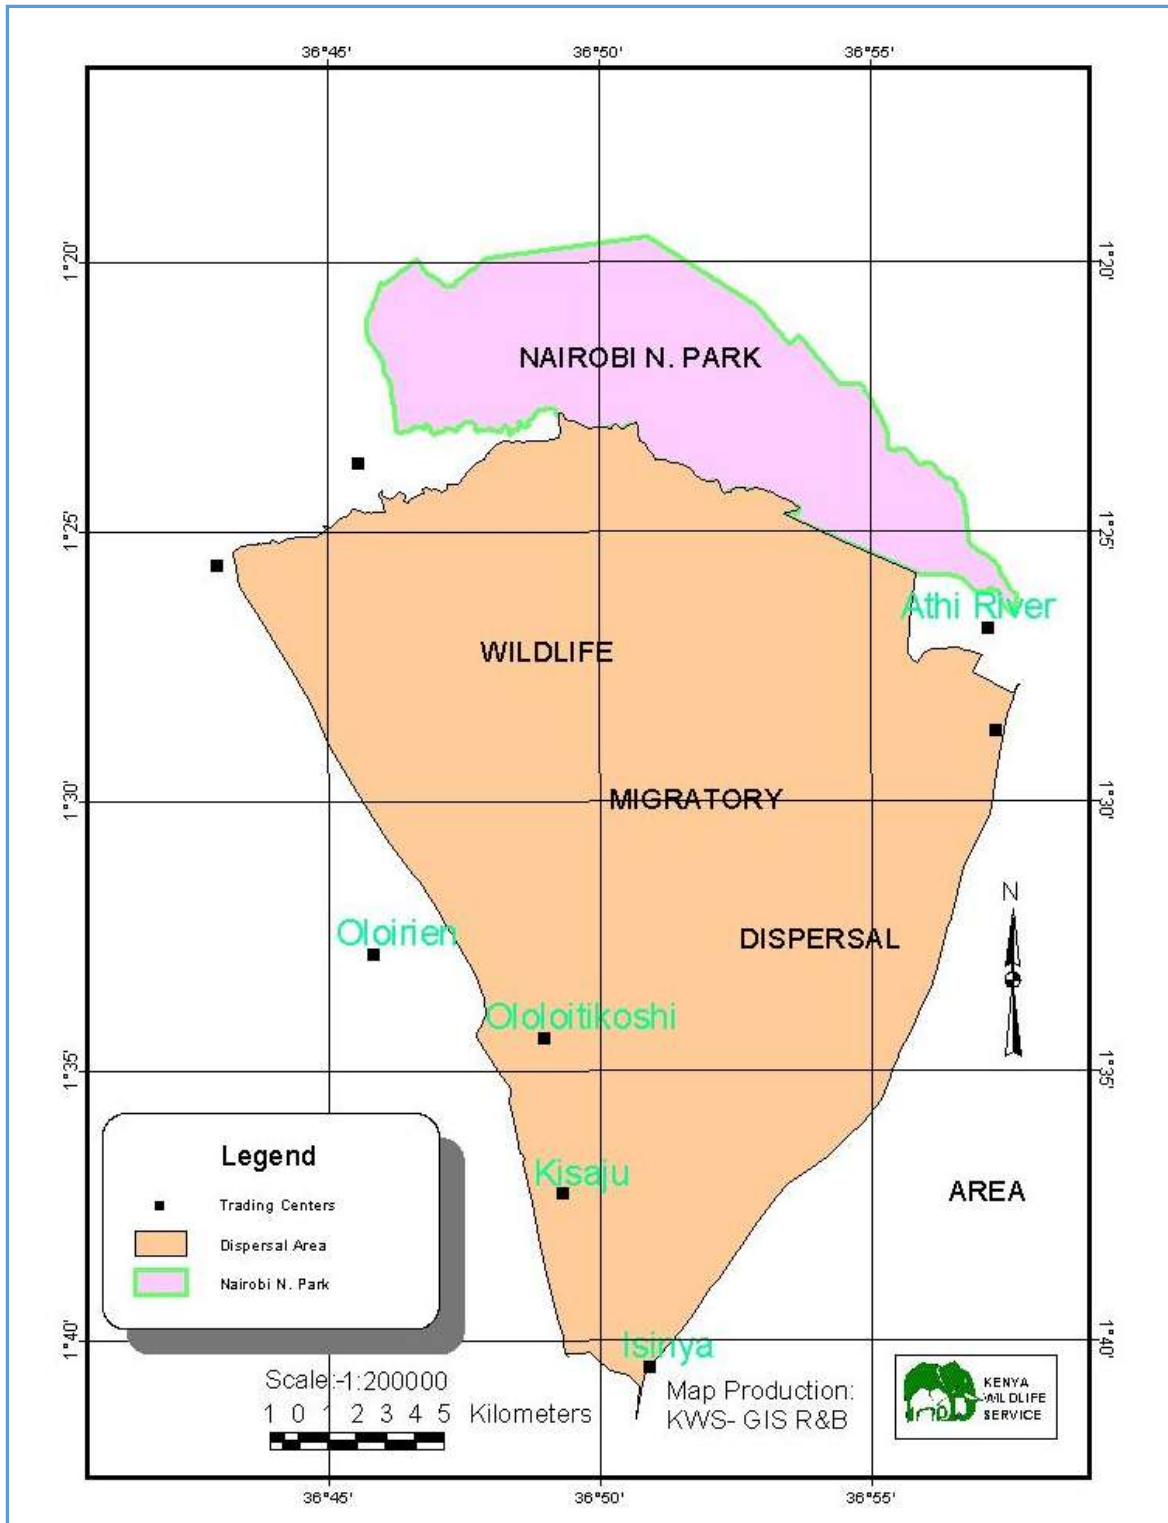 36°45' 36°50' 36°55'
1°20' 1°20'
NAIROBI N. PARK
1°25' 1°25'
Athi River
WILDLIFE
1°30' MIGRATORY 1°30'
N
Oloirien
DISPERSAL
Ololoitikoshi
1°35' 1°35'
Legend
Trading Centers
Dispersal Area
Nairobi N. Park
Kisaju
AREA
1°40' 1°40'
Isinya
Scale:-1:200000
1 0 1 2 3 4 5 Kilometers
Map Production:
KWS- GIS R&B
KENYA
WILDLIFE
SERVICE
36°45' 36°50' 36°55'